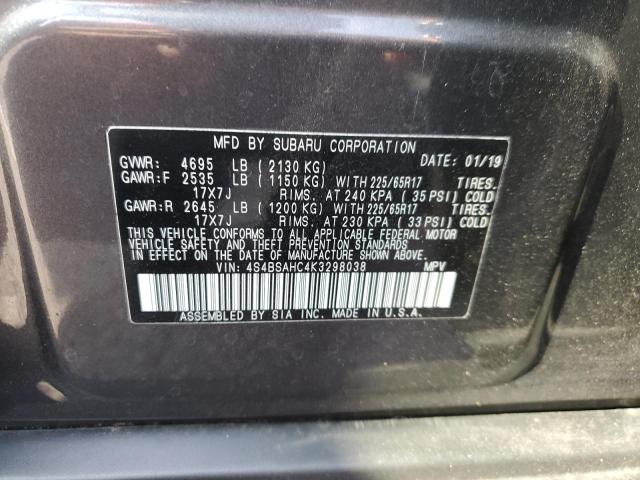 MFD BY SUBARU CORPORATION
GVWR: 4695 LB (2130 KG) DATE: 01/19
GAWR:F 2535 LB (1150 KG) WITH 225/65R17 TIRES.
17X7J RIMS. AT 240 KPA (35 PSI) COLD
GAWR:R 2645 LB (1200 KG) WITH 225/65R17 TIRES.
17X7J RIMS. AT 230 KPA (33 PSI) COLD
THIS VEHICLE CONFORMS TO ALL APPLICABLE FEDERAL MOTOR
VEHICLE SAFETY AND THEFT PREVENTION STANDARDS
IN EFFECT ON THE DATE OF MANUFACTURE SHOWN ABOVE.
VIN: 4S4BSAHC4K3298038 MPV
ASSEMBLED BY SIA INC. MADE IN U.S.A.